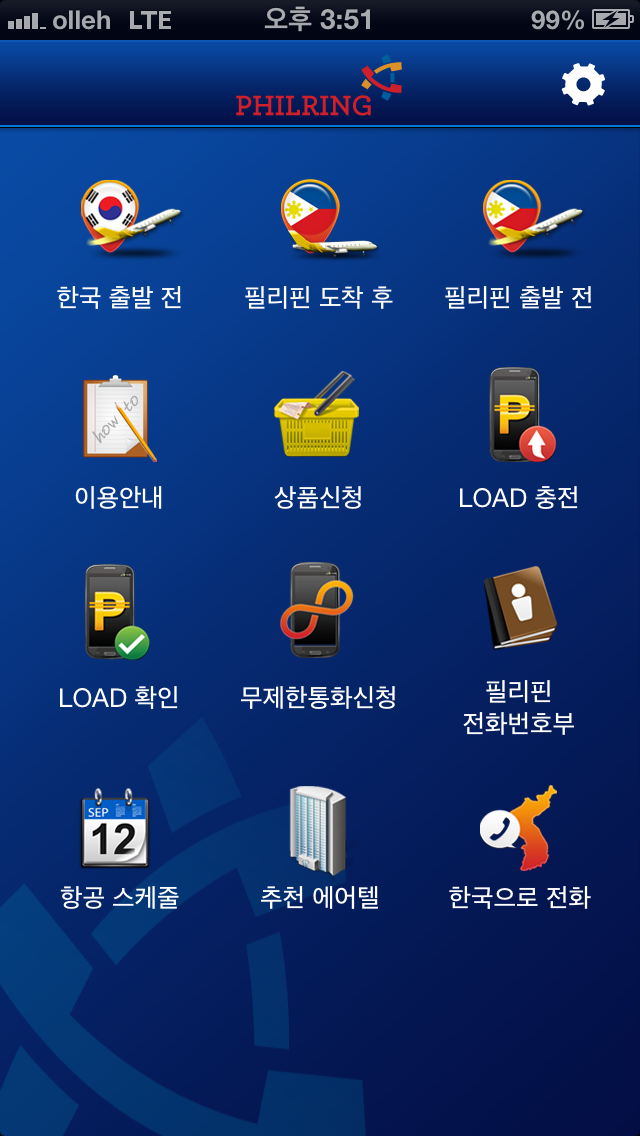 olleh LTE 오후 3:51 99%
PHILRING
한국 출발 전
필리핀 도착 후
필리핀 출발 전
how to
이용안내
상품신청
P
LOAD 충전
P
LOAD 확인
무제한통화신청
필리핀
전화번호부
SEP
12
항공 스케줄
추천 에어텔
한국으로 전화